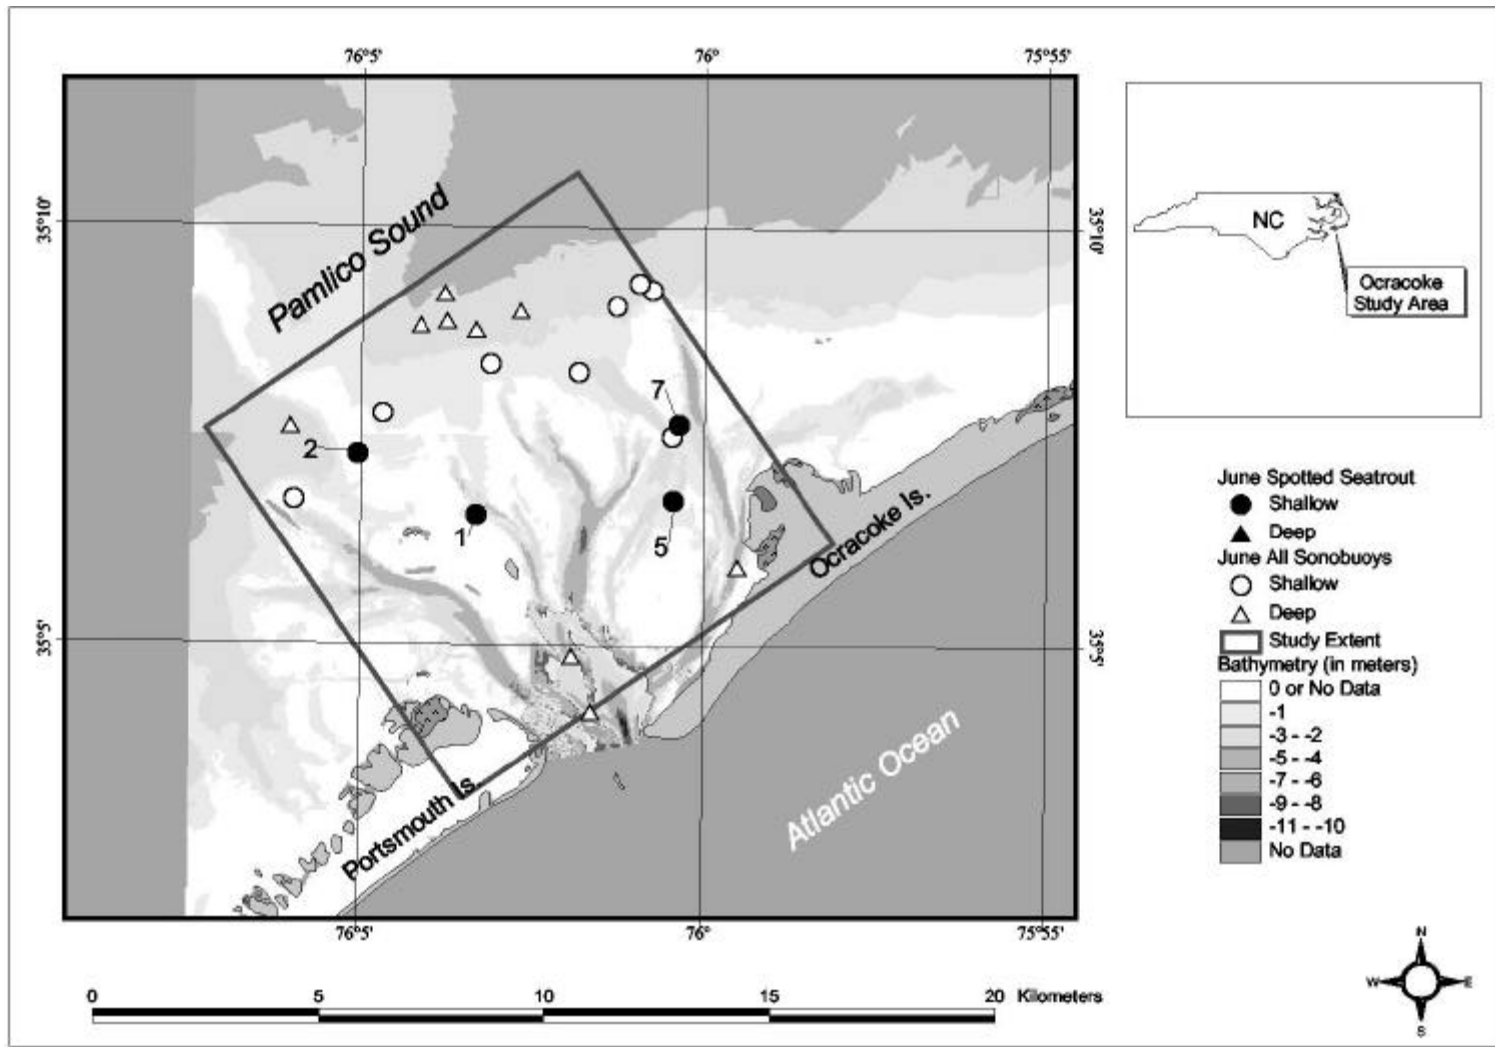 76°5'
76°
75°55'
35°10'
35°10'
Pamlico Sound
7
2
1
5
Ocracoke Is.
35°5'
35°5'
Portsmouth Is.
Atlantic Ocean
76°5'
76°
75°55'
0 5 10 15 20 Kilometers
NC
Ocracoke
Study Area
June Spotted Seatrout
Shallow
Deep
June All Sonobuoys
Shallow
Deep
Study Extent
Bathymetry (in meters)
0 or No Data
-1
-3 - -2
-5 - -4
-7 - -6
-9 - -8
-11 - -10
No Data
N
W E
S